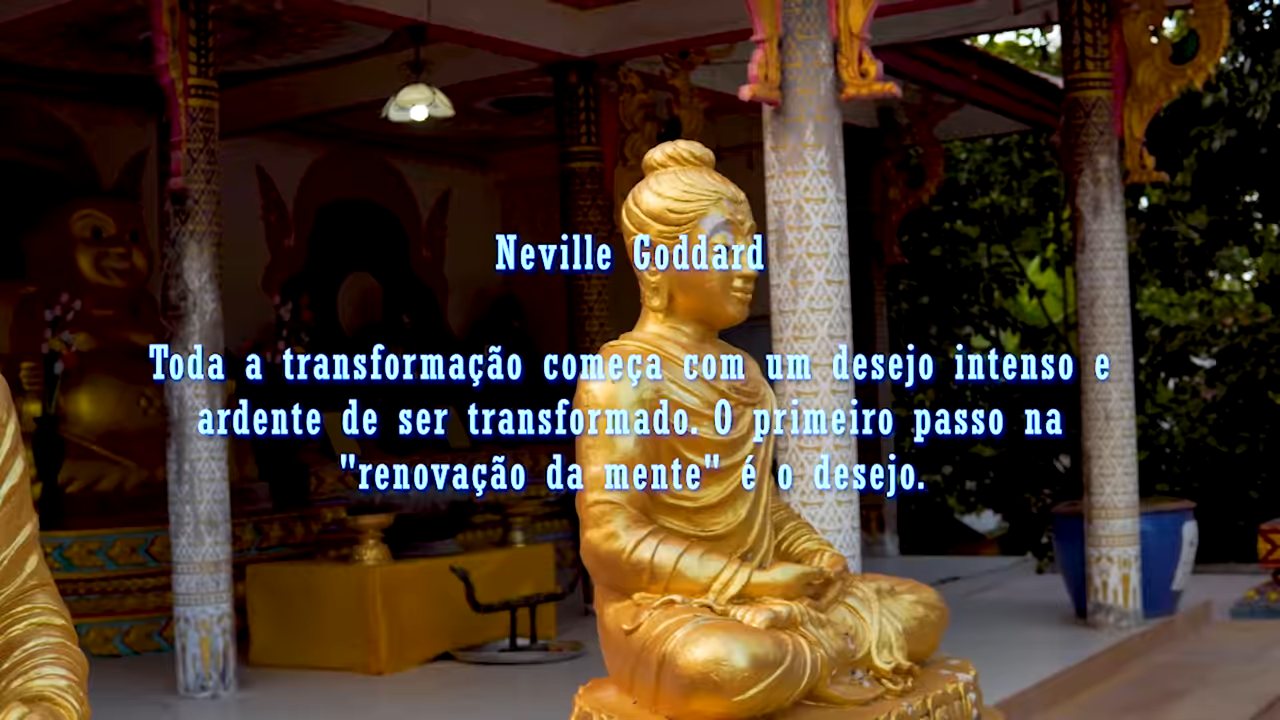 Neville Goddard
Toda a transformação começa com um desejo intenso e
ardente de ser transformado. O primeiro passo na
"renovação da mente" é o desejo.